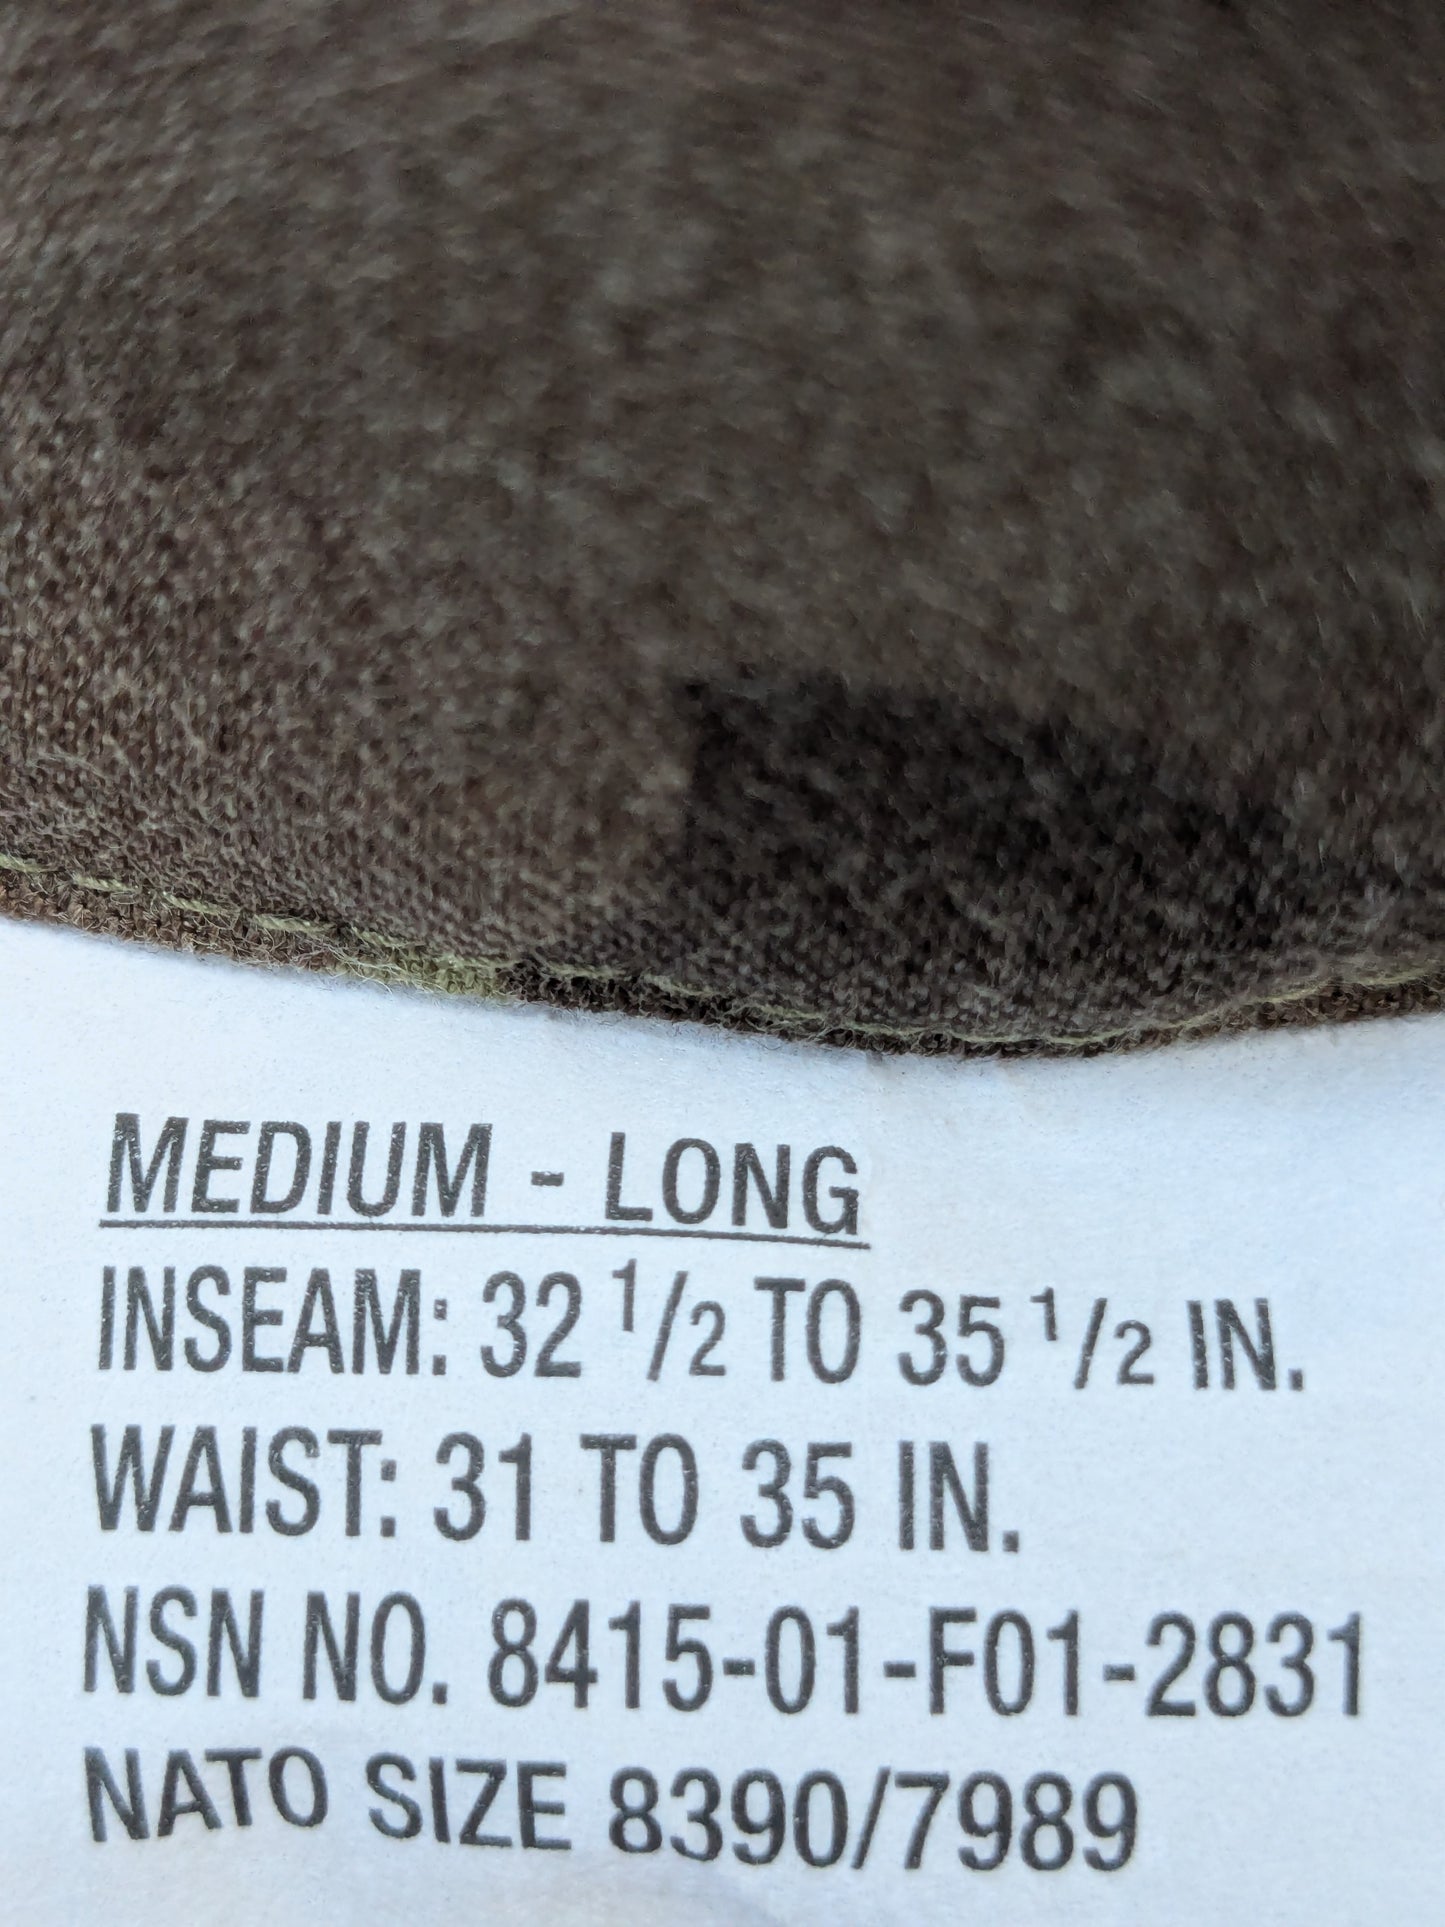 MEDIUM - LONG
INSEAM: 32 1/2 TO 35 1/2 IN.
WAIST: 31 TO 35 IN.
NSN NO. 8415-01-F01-2831
NATO SIZE 8390/7989